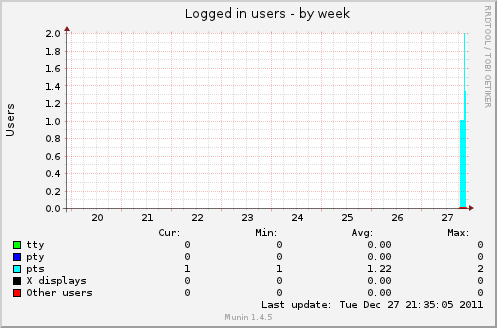 Logged in users - by week
RRDTOOL / TOBI OETIKER
Users
2.0
1.8
1.6
1.4
1.2
1.0
0.8
0.6
0.4
0.2
0.0
20 21 22 23 24 25 26 27
Cur: Min: Avg: Max:
tty 0 0 0.00 0
pty 0 0 0.00 0
pts 1 1 1.22 2
X displays 0 0 0.00 0
Other users 0 0 0.00 0
Last update: Tue Dec 27 21:35:05 2011
Munin 1.4.5